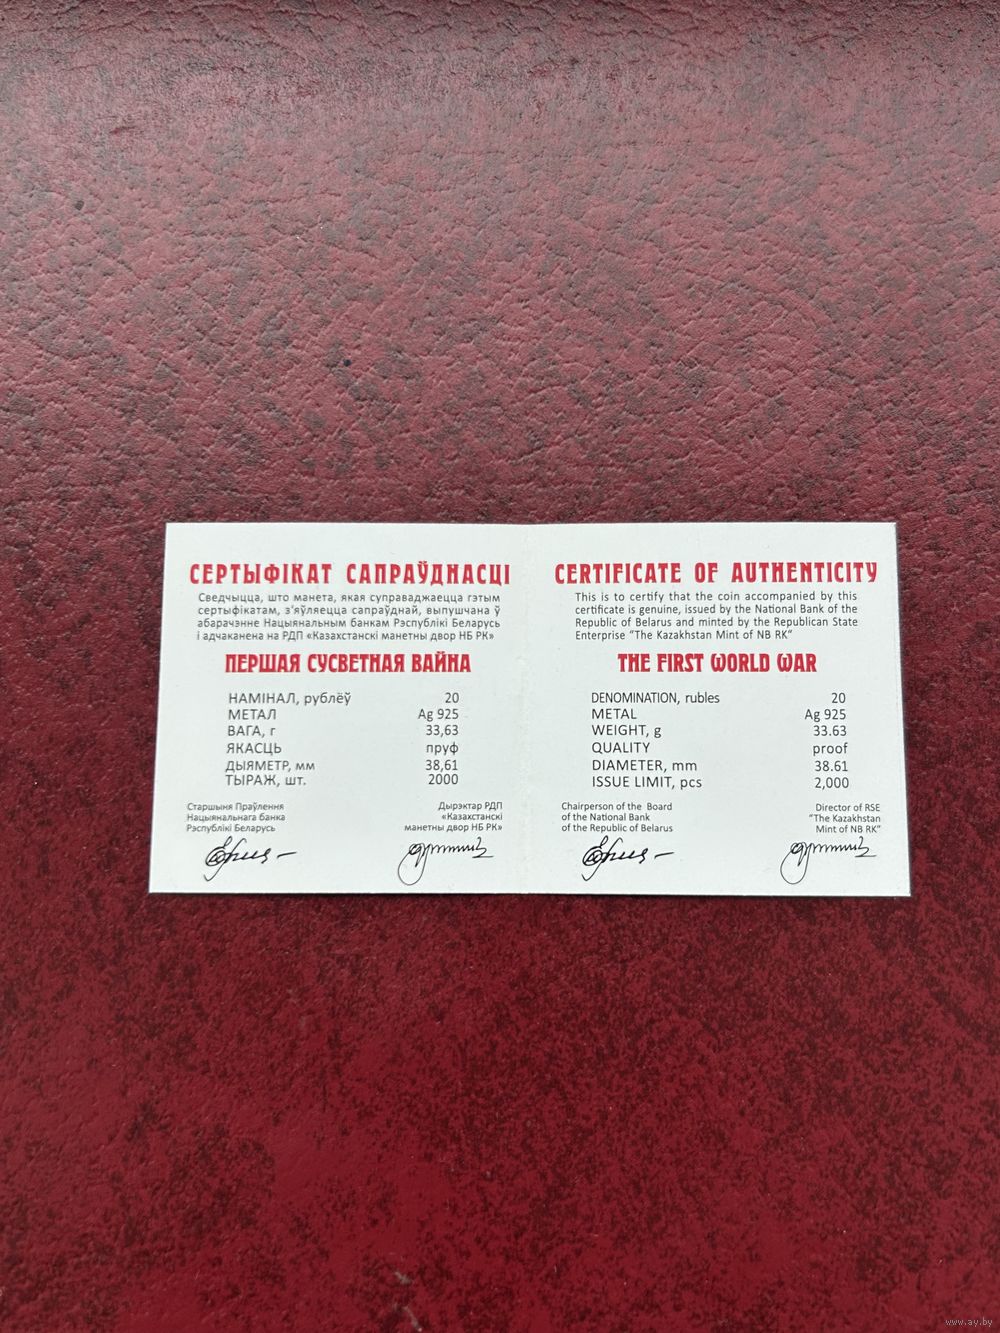 СЕРТЫФІКАТ САПРАЎДНАСЦІ
Сведчыцца, што манета, якая суправаджаецца гэтым
сертыфікатам, з'яўляецца сапраўднай, выпушчана ў
абарачэнне Нацыянальным банкам Рэспублікі Беларусь
і адчаканена на РДП «Казахстанскі манетны двор НБ РК»
ПЕРШАЯ СУСВЕТНАЯ ВАЙНА
НАМІНАЛ, рублёў 20
МЕТАЛ Ag 925
ВАГА, г 33,63
ЯКАСЦЬ пруф
ДЫЯМЕТР, мм 38,61
ТЫРАЖ, шт. 2000
Старшыня Праўлення
Нацыянальнага банка
Рэспублікі Беларусь
Дырэктар РДП
«Казахстанскі
манетны двор НБ РК»
CERTIFICATE OF AUTHENTICITY
This is to certify that the coin accompanied by this
certificate is genuine, issued by the National Bank of the
Republic of Belarus and minted by the Republican State
Enterprise "The Kazakhstan Mint of NB RK"
THE FIRST WORLD WAR
DENOMINATION, rubles 20
METAL Ag 925
WEIGHT, g 33.63
QUALITY proof
DIAMETER, mm 38.61
ISSUE LIMIT, pcs 2,000
Chairperson of the Board
of the National Bank
of the Republic of Belarus
Director of RSE
"The Kazakhstan
Mint of NB RK"
www.ay.by